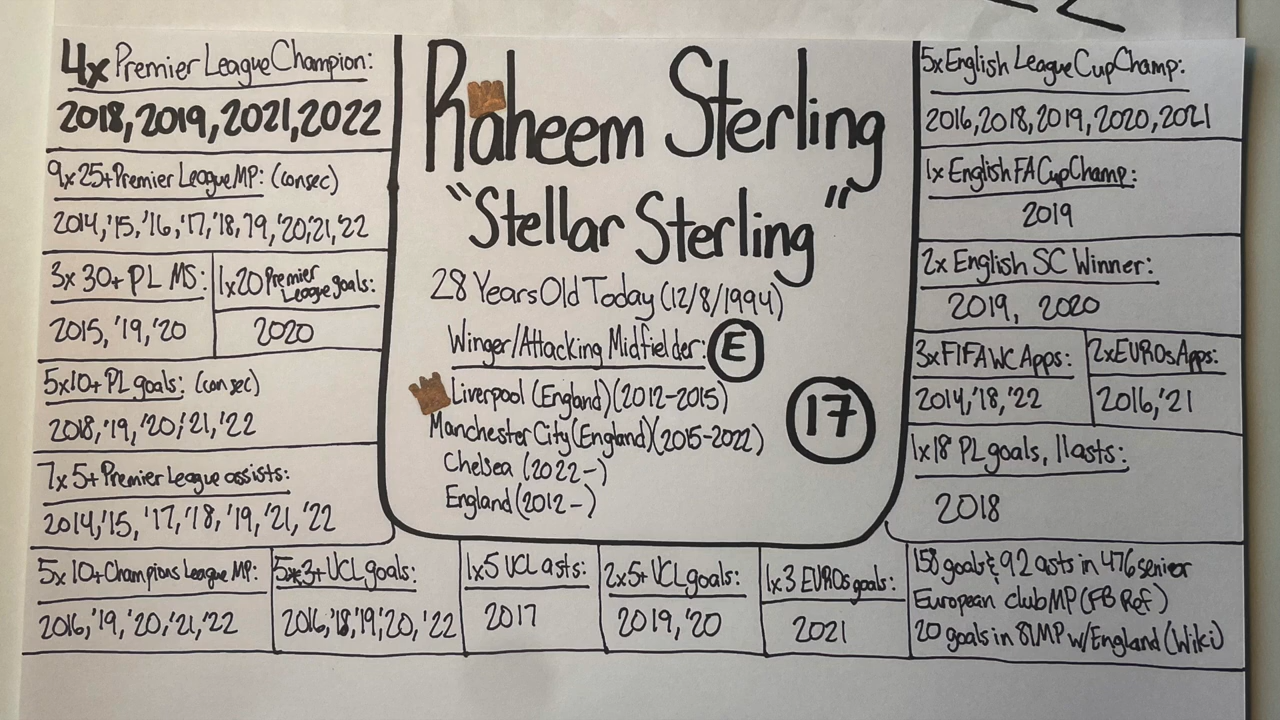 4x Premier League Champion:
2018, 2019, 2021, 2022
9x 25+ Premier League MP: (consec)
2014, '15, '16, '17, '18, 19, '20, '21, '22
3x 30+ PL MS:
2015, '19, '20
1x20 Premier
League goals:
2020
5x10+ PL goals: (consec)
2018, '19, '20, '21, '22
7x 5+ Premier League assists:
2014, '15, '17, '18, '19, '21, '22
Raheem Sterling
"Stellar Sterling"
28 Years Old Today (12/8/1994)
Winger/Attacking Midfielder: E
Liverpool (England) (2012-2015)
Manchester City (England) (2015-2022)
Chelsea (2022-)
England (2012-)
17
5x English League Cup Champ:
2016, 2018, 2019, 2020, 2021
1x English FA Cup Champ:
2019
2x English SC Winner:
2019, 2020
3x FIFA WC Apps:
2014, '18, '22
2x EUROs Apps:
2016, '21
1x 18 PL goals, 11 asts:
2018
5x 10+ Champions League MP:
2016, '19, '20, '21, '22
5x 3+ UCL goals:
2016, '18, '19, '20, '22
1x5 UCL asts:
2017
2x5+ UCL goals:
2019, '20
1x 3 EUROs goals:
2021
158 goals & 92 asts in 476 senior
European club MP (FB Ref)
20 goals in 81 MP w/England (Wiki)